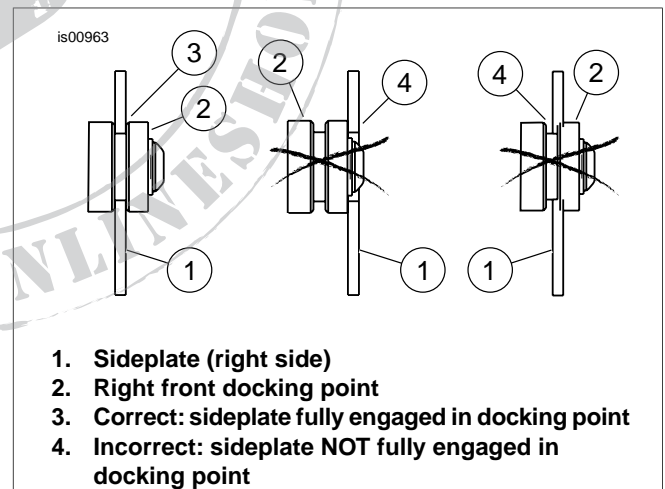 is00963
3
2
2
4
4
2
1
1
1
1. Sideplate (right side)
2. Right front docking point
3. Correct: sideplate fully engaged in docking point
4. Incorrect: sideplate NOT fully engaged in
docking point